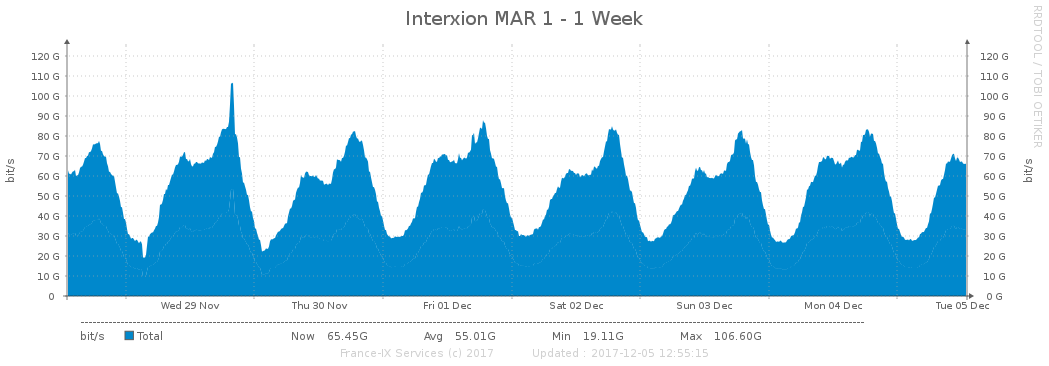 Interxion MAR 1 - 1 Week
RRDTOOL / TOBI OETIKER
bit/s
120 G 120 G
110 G 110 G
100 G 100 G
90 G 90 G
80 G 80 G
70 G 70 G
60 G 60 G
50 G 50 G
40 G 40 G
30 G 30 G
20 G 20 G
10 G 10 G
0 0 G
bit/s
Wed 29 Nov Thu 30 Nov Fri 01 Dec Sat 02 Dec Sun 03 Dec Mon 04 Dec Tue 05 Dec
bit/s Total Now 65.45G Avg 55.01G Min 19.11G Max 106.60G
France-IX Services (c) 2017 Updated : 2017-12-05 12:55:15